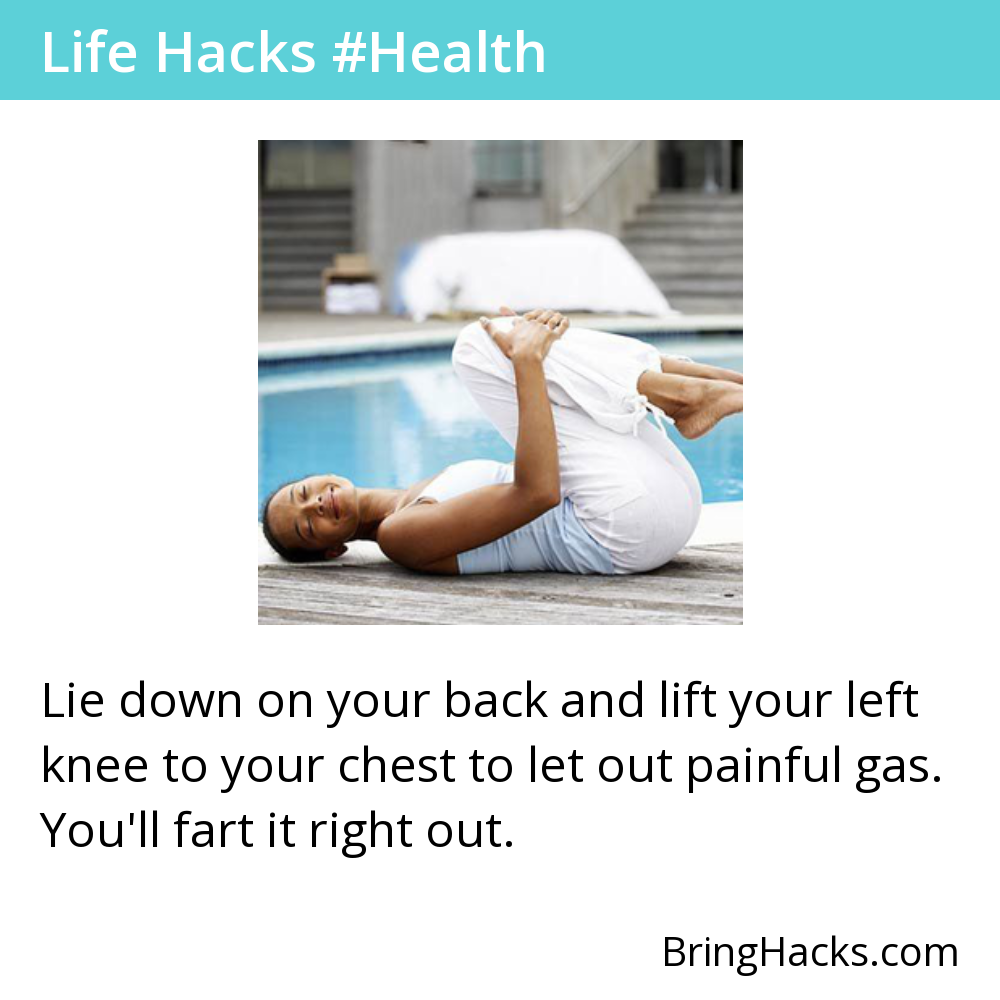 Life Hacks #Health
Lie down on your back and lift your left
knee to your chest to let out painful gas.
You'll fart it right out.
BringHacks.com